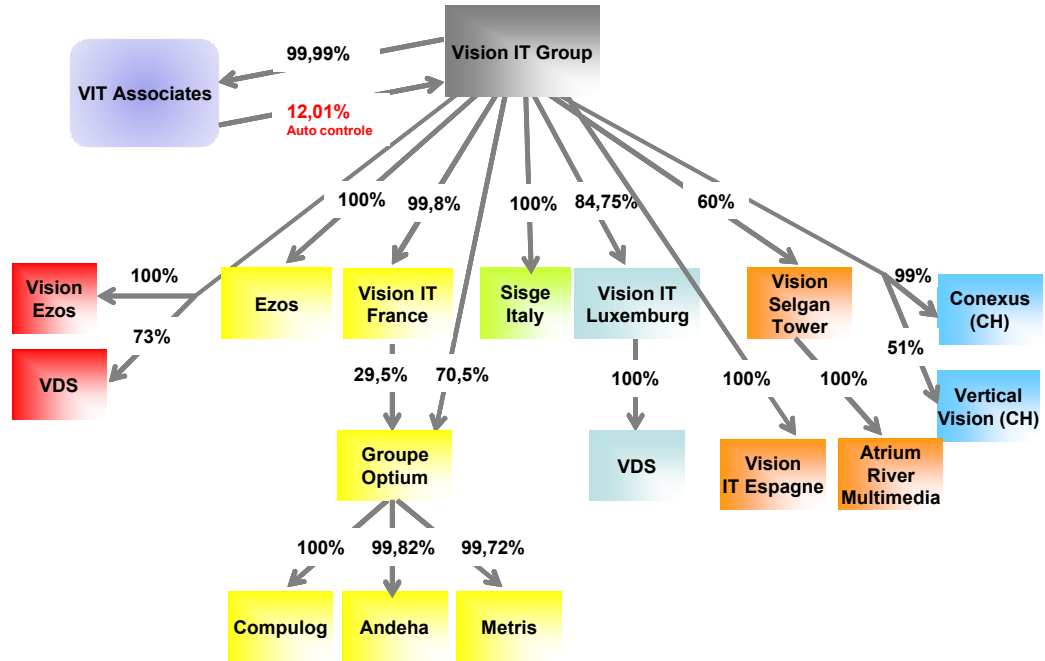 Vision IT Group
99,99%
VIT Associates
12,01%
Auto controle
100%
99,8%
100%
84,75%
60%
100%
99%
Vision
Ezos
Ezos
Vision IT
France
Sisge
Italy
Vision IT
Luxemburg
Vision
Selgan
Tower
Conexus
(CH)
73%
51%
VDS
29,5%
70,5%
100%
100%
100%
Vertical
Vision (CH)
Groupe
Optium
VDS
Vision
IT Espagne
Atrium
River
Multimedia
100%
99,82%
99,72%
Compulog
Andeha
Metris